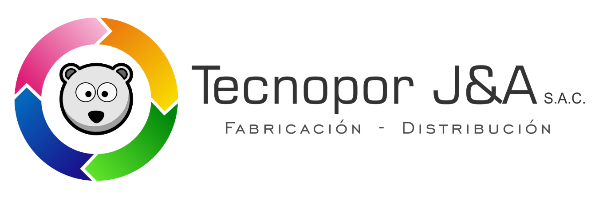 Tecnopor J&A S.A.C.
FABRICACIÓN - DISTRIBUCIÓN